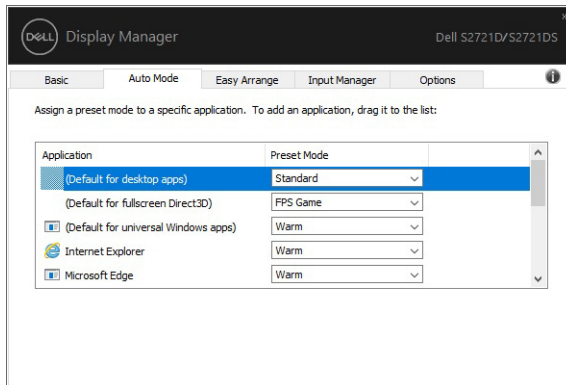 DELL Display Manager Dell S2721D/S2721DS
Basic Auto Mode Easy Arrange Input Manager Options
Assign a preset mode to a specific application. To add an application, drag it to the list:
Application Preset Mode
(Default for desktop apps) Standard
(Default for fullscreen Direct3D) FPS Game
(Default for universal Windows apps) Warm
Internet Explorer Warm
Microsoft Edge Warm